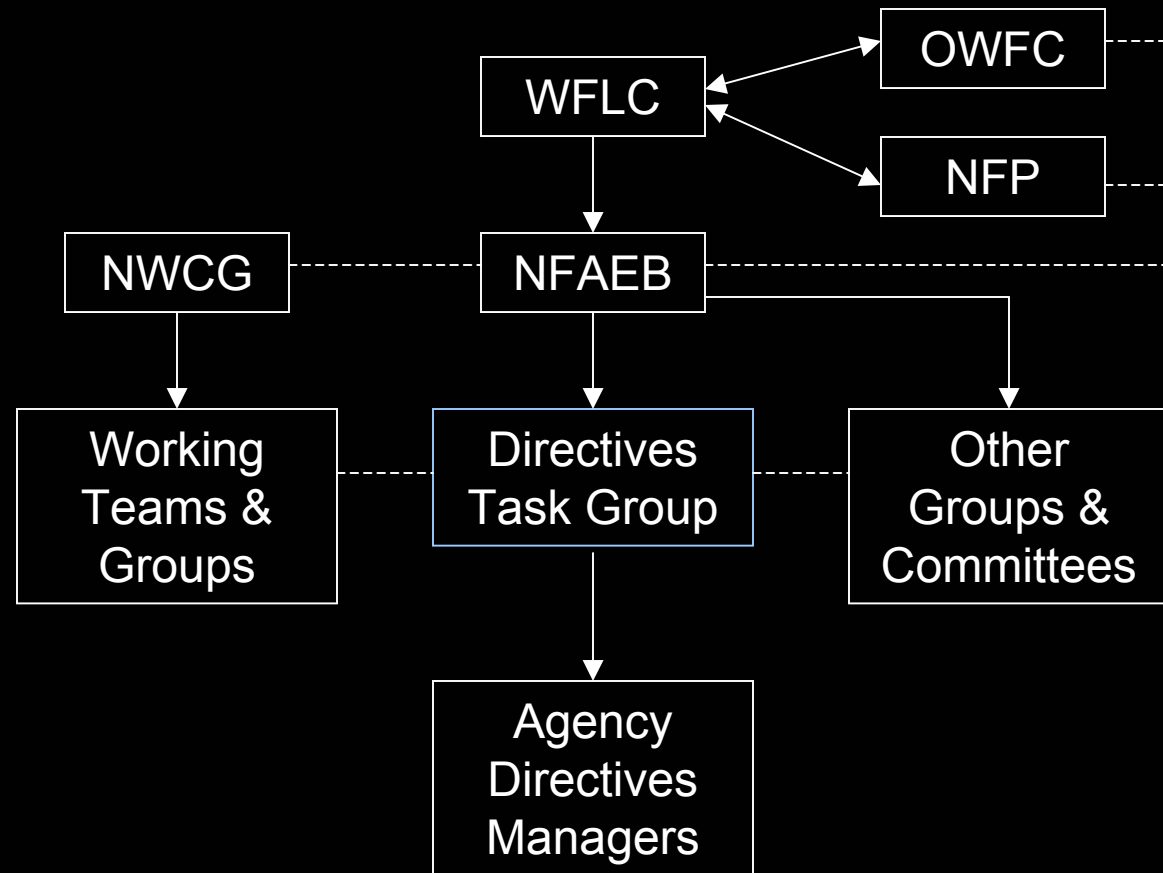 OWFC
WFLC
NFP
NWCG
NFAEB
Working
Teams &
Groups
Directives
Task Group
Other
Groups &
Committees
Agency
Directives
Managers